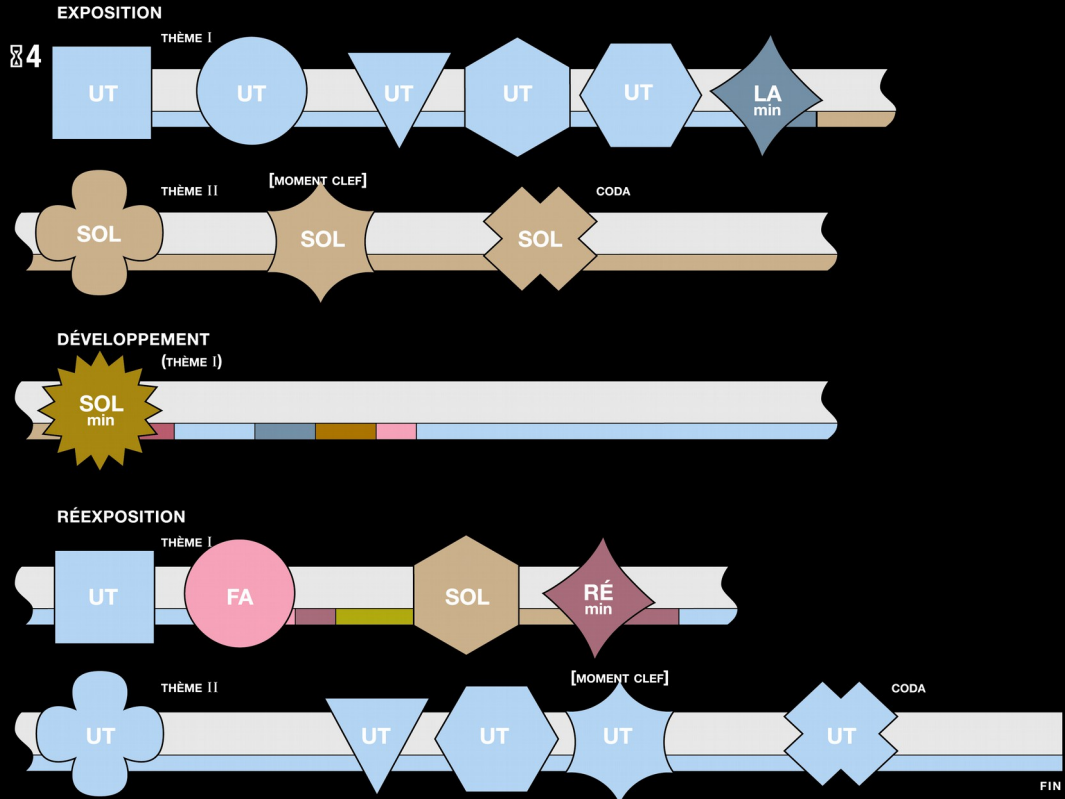 EXPOSITION
THÈME I
4
UT
UT
UT
UT
UT
LA
min
THÈME II
[MOMENT CLEF]
CODA
SOL
SOL
SOL
DÉVELOPPEMENT
(THÈME I)
SOL
min
RÉEXPOSITION
THÈME I
UT
FA
SOL
RÉ
min
THÈME II
[MOMENT CLEF]
CODA
UT
UT
UT
UT
UT
FIN